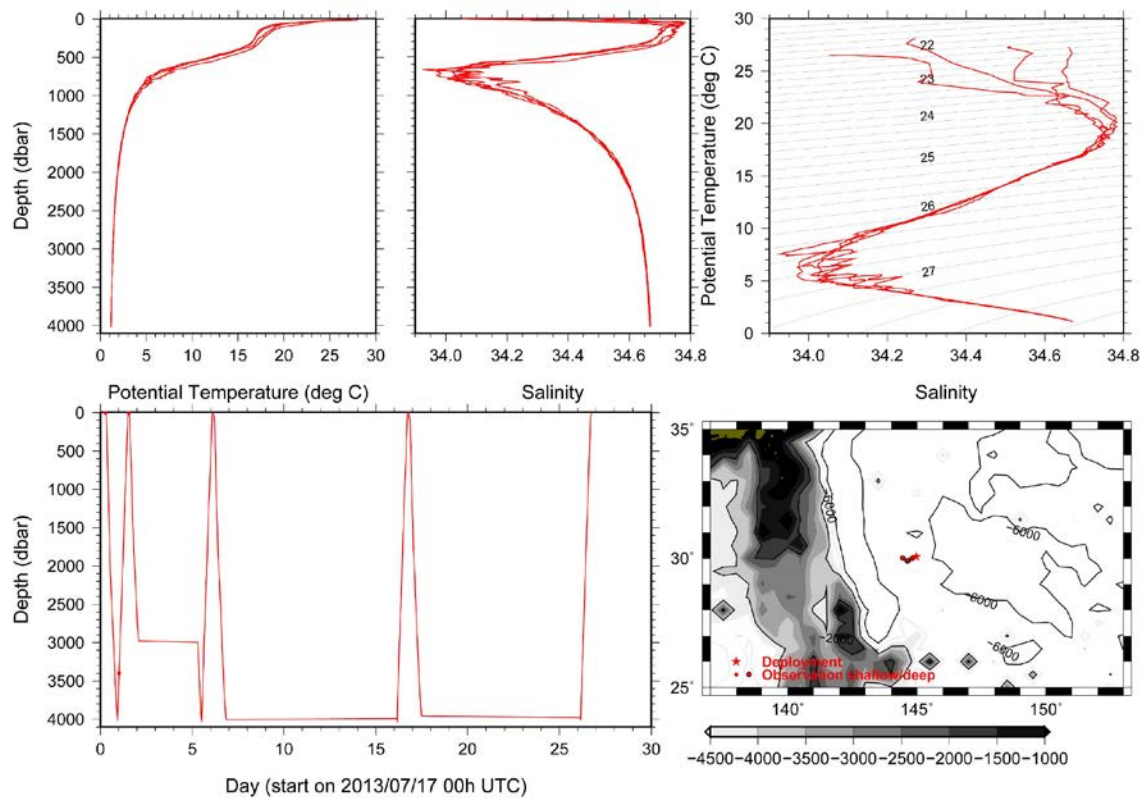 0
500
1000
1500
2000
2500
3000
3500
4000
Depth (dbar)
0 5 10 15 20 25 30
Potential Temperature (deg C)
34.0 34.2 34.4 34.6 34.8
Salinity
30
25
20
15
10
5
0
Potential Temperature (deg C)
22
23
24
25
26
27
34.0 34.2 34.4 34.6 34.8
Salinity
0
500
1000
1500
2000
2500
3000
3500
4000
Depth (dbar)
0 5 10 15 20 25 30
Day (start on 2013/07/17 00h UTC)
35˚
30˚
25˚
−6000
−6000
−6000
−6000
−2000
★ Deployment
Observation shallow/deep
140˚ 145˚ 150˚
−4500 −4000 −3500 −3000 −2500 −2000 −1500 −1000